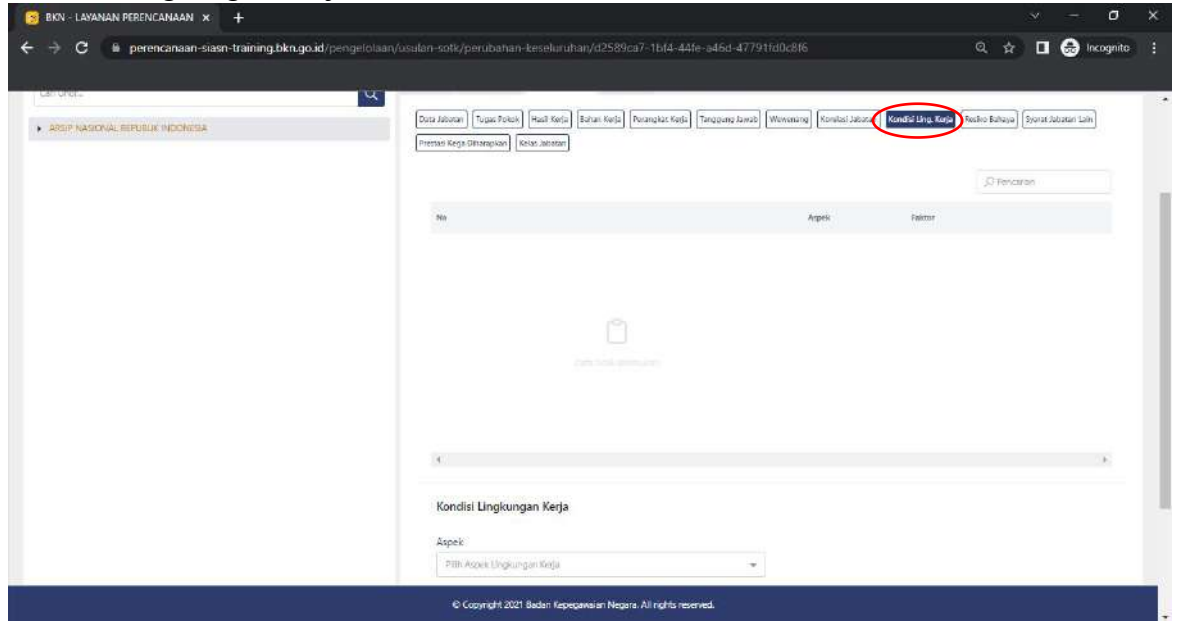 BKN - LAYANAN PERENCANAAN
perencanaan-siasn-training.bkn.go.id/pengelolaan/usulan-sotk/perubahan-keseluruhan/d2589ca7-1bf4-44fe-a46d-47791fd0c8f6
Incognito
ARSIP NASIONAL REPUBLIK INDONESIA
Data Jabatan Tugas Pokok Hasil Kerja Bahan Kerja Perangkat Kerja Tanggung Jawab Wewenang Korelasi Jabatan Kondisi Ling. Kerja Resiko Bahaya Syarat Jabatan Lain
Prestasi Kerja Diharapkan Kelas Jabatan
Pencarian
No Aspek Faktor
Kondisi Lingkungan Kerja
Aspek
Pilih Aspek Lingkungan Kerja
© Copyright 2021 Badan Kepegawaian Negara. All rights reserved.